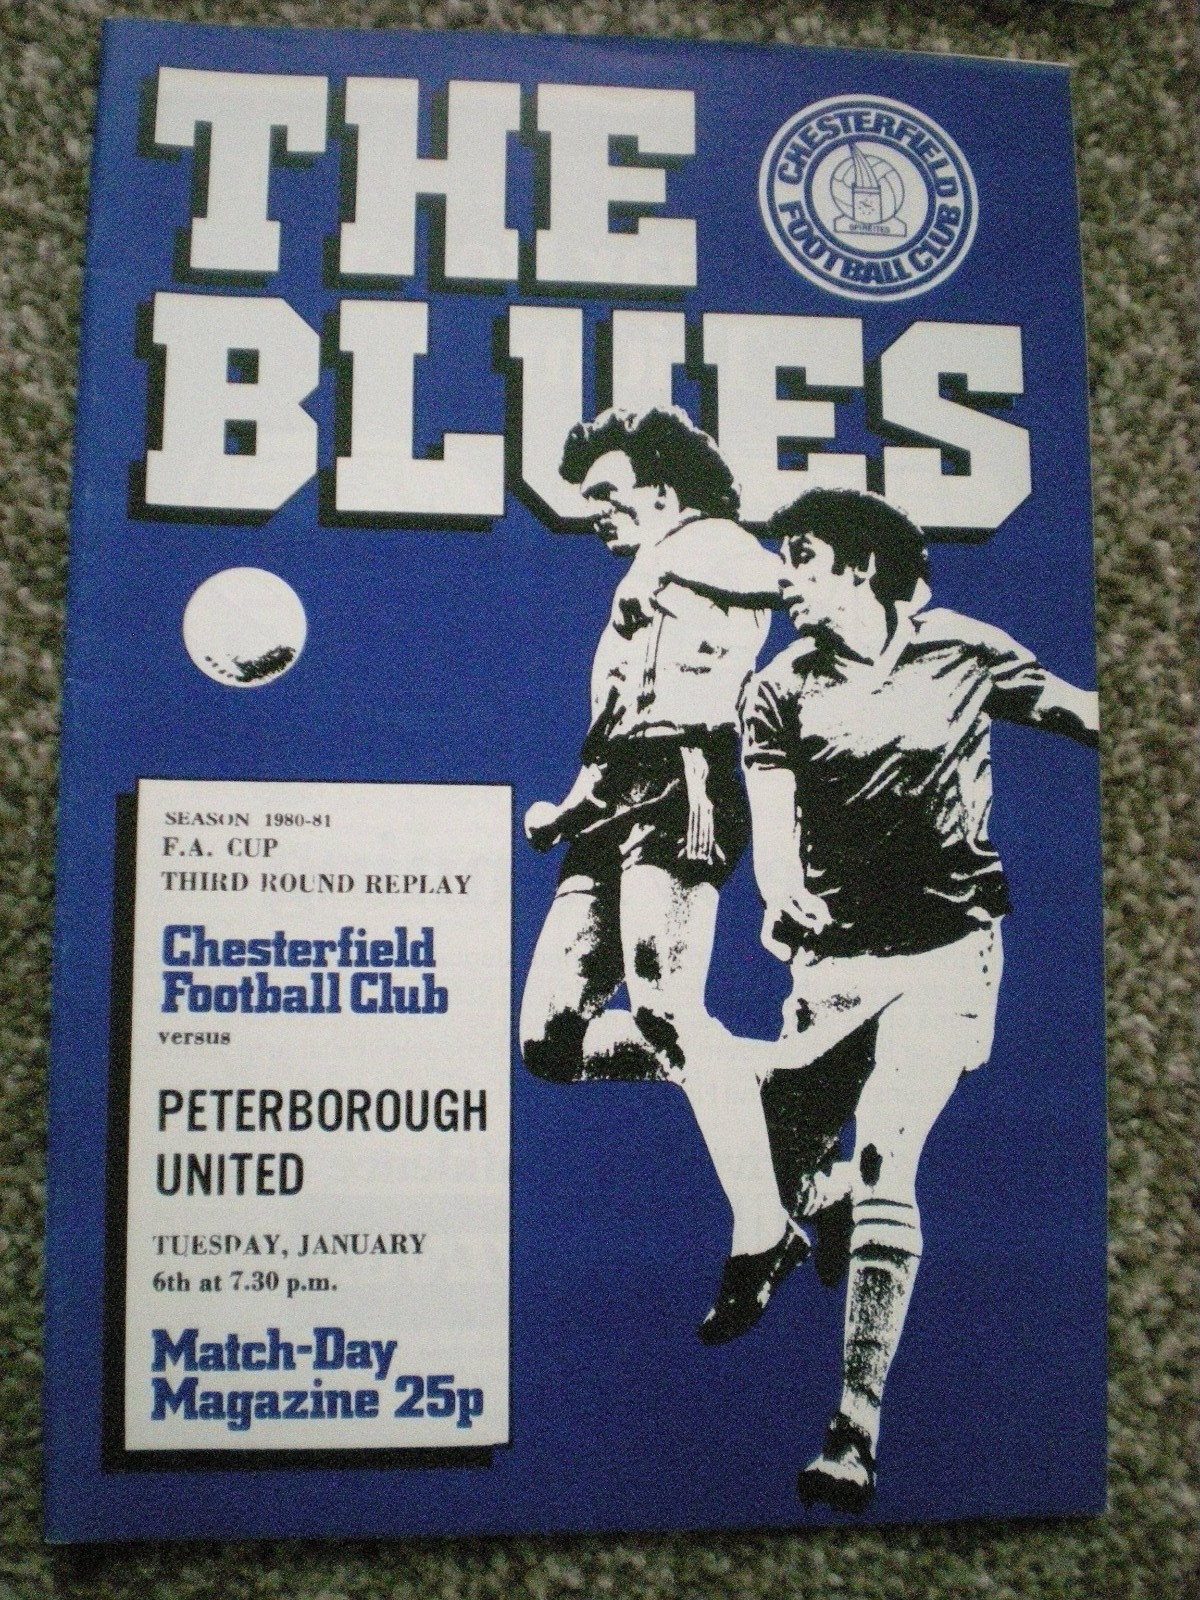 THE
BLUES
CHESTERFIELD
FOOTBALL CLUB
SPIREITES
SEASON 1980-81
F.A. CUP
THIRD ROUND REPLAY
Chesterfield
Football Club
versus
PETERBOROUGH
UNITED
TUESDAY, JANUARY
6th at 7.30 p.m.
Match-Day
Magazine 25p